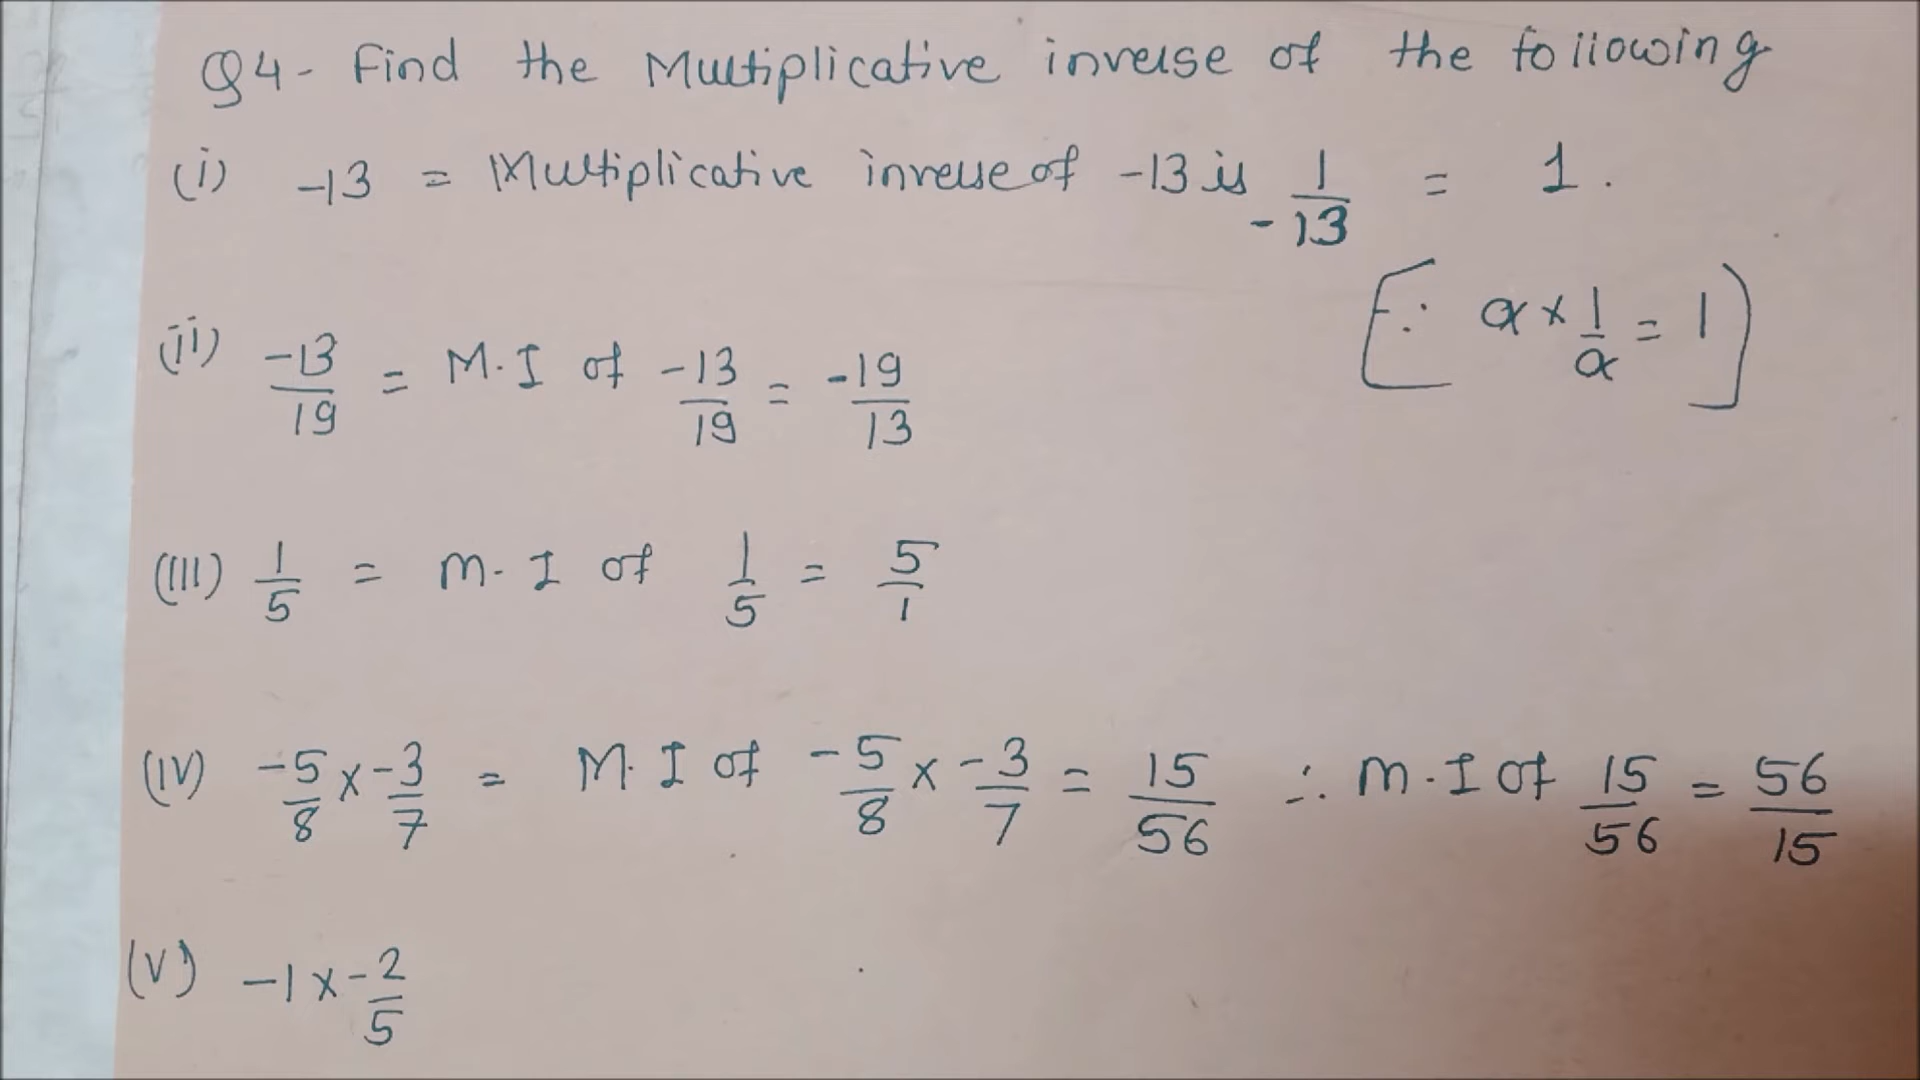 Q4- Find the Multiplicative inverse of the following
(i) -13 = Multiplicative inverse of -13 is 1/-13 = 1.
[∵ a × 1/a = 1]
(ii) -13/19 = M.I of -13/19 = -19/13
(III) 1/5 = M.I of 1/5 = 5/1
(IV) -5/8 x -3/7 = M.I of -5/8 x -3/7 = 15/56 ∴ M.I of 15/56 = 56/15
(V) -1 x -2/5